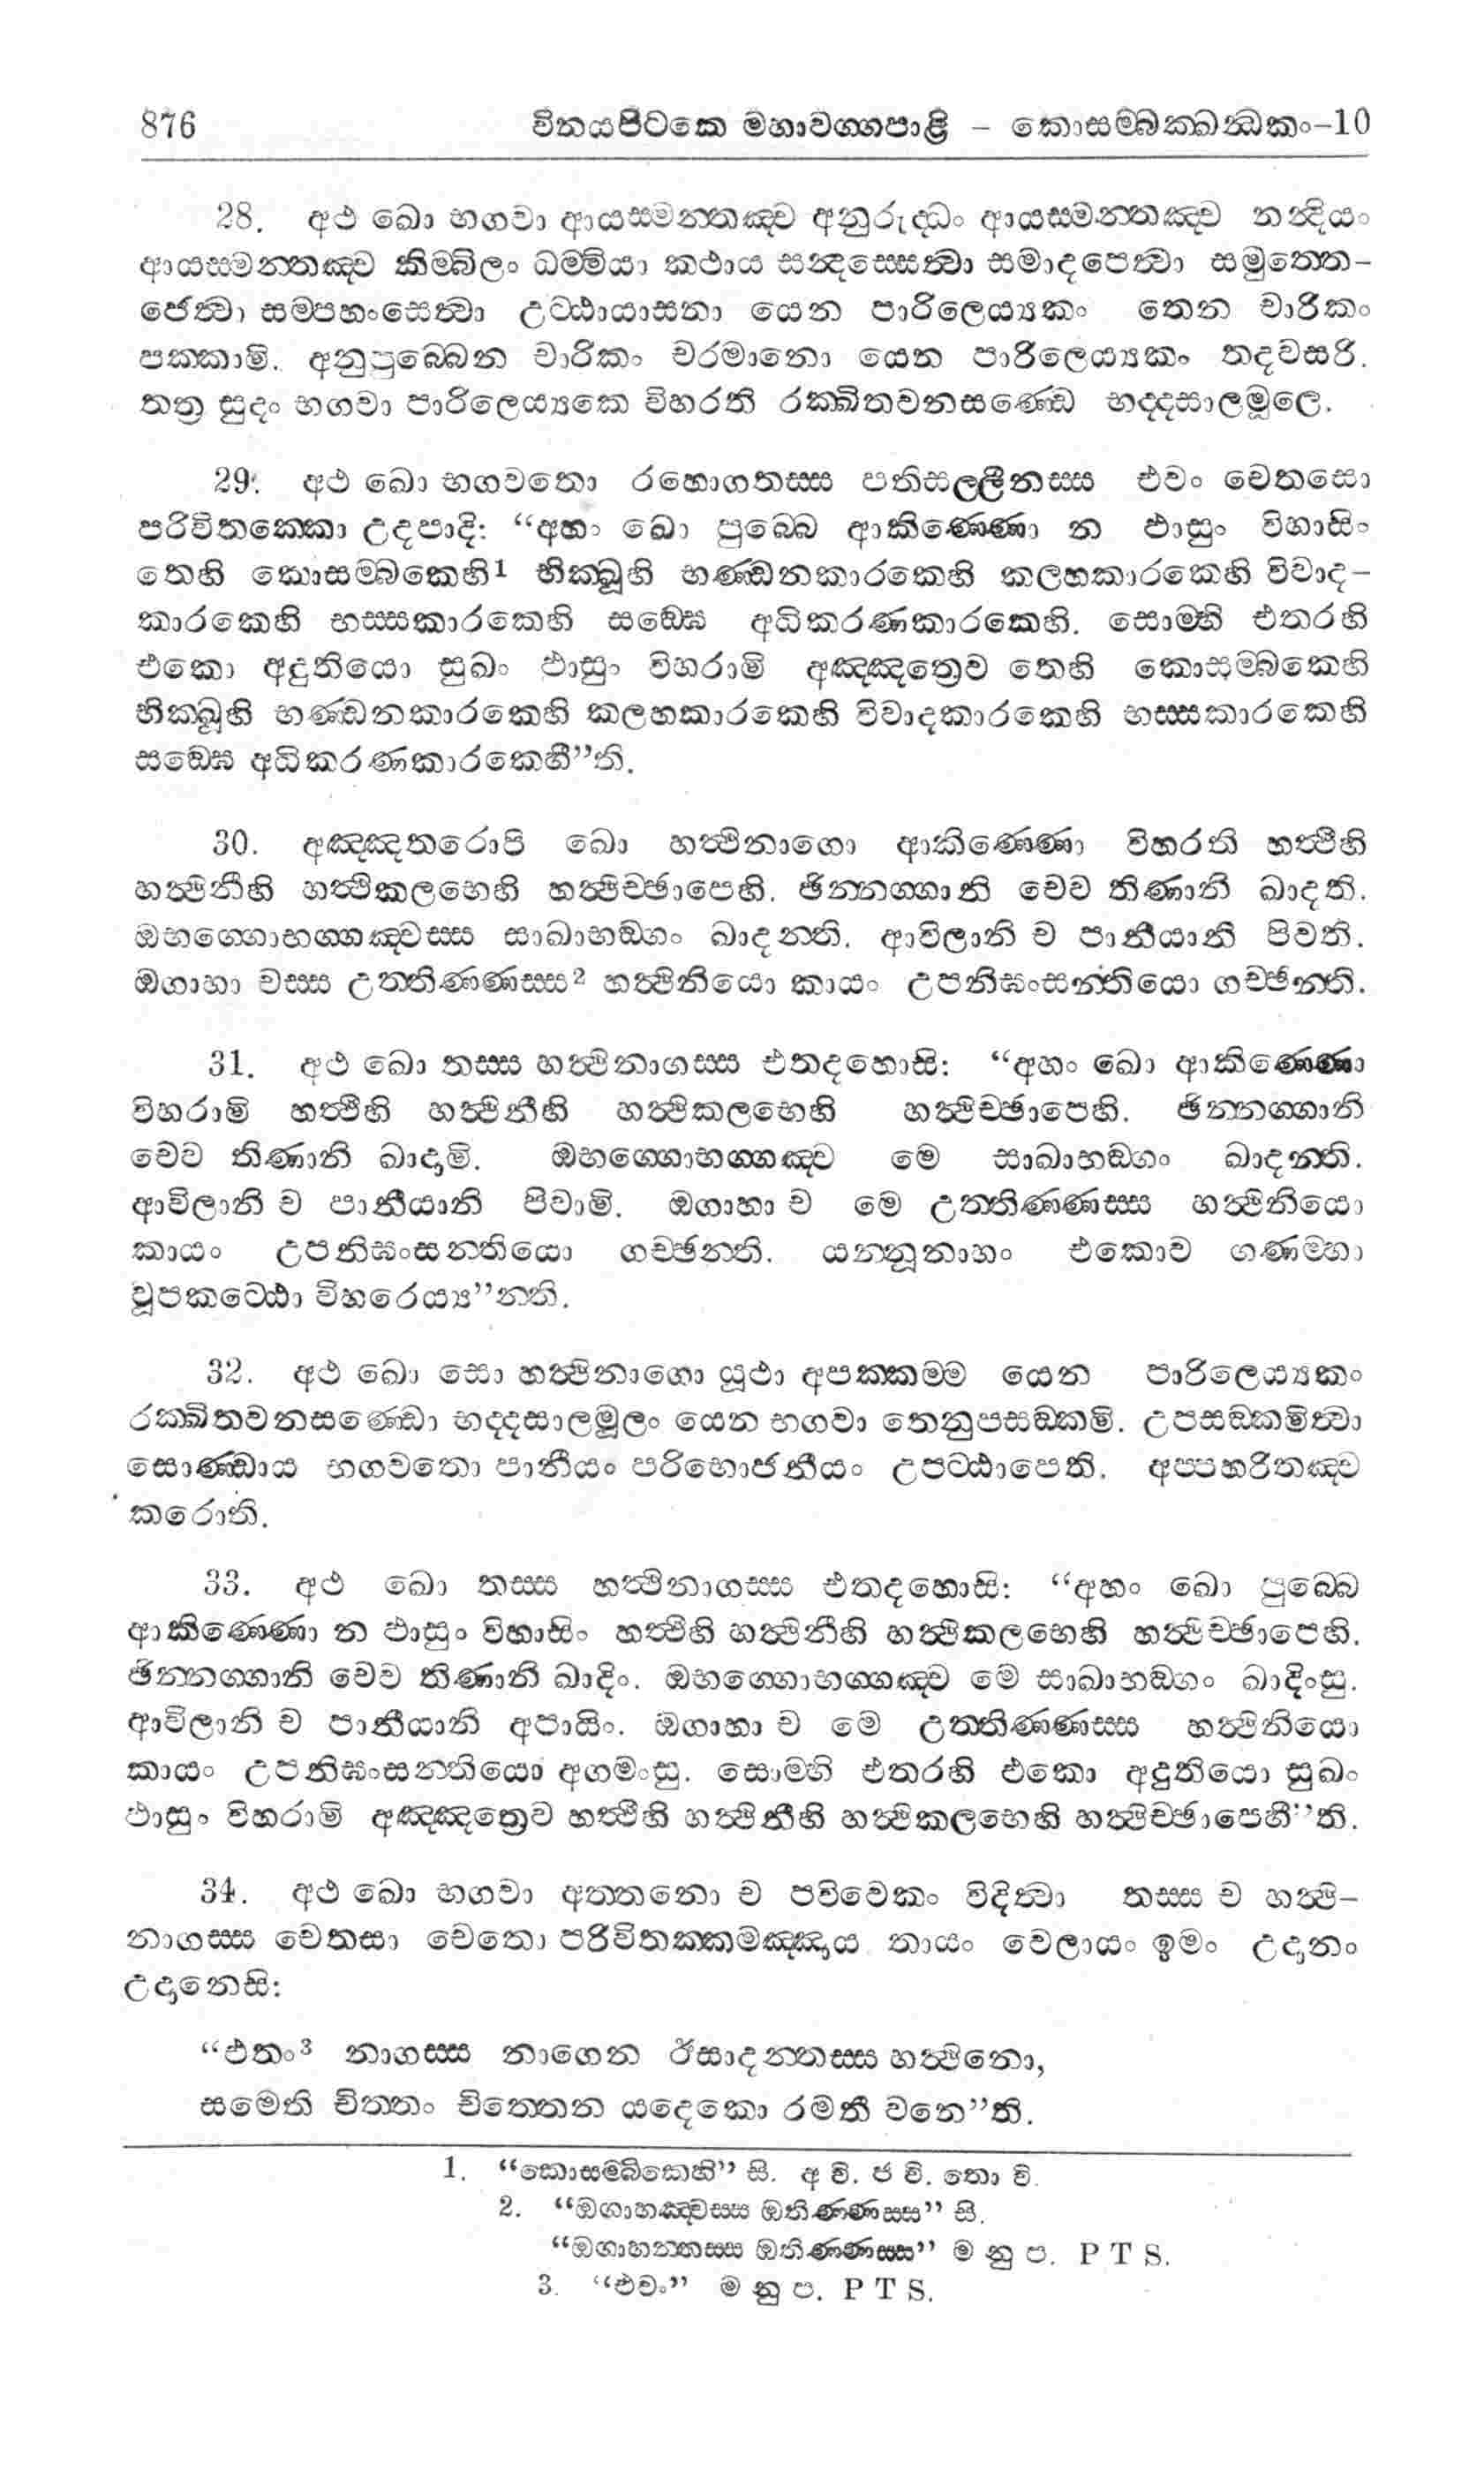 876 විනයපිටකෙ මහාවග්ගපාළි – කොසම්බක්ඛන්ධකං–10
28. අථ ඛො භගවා ආයස්මන්තඤ්ච අනුරුද්ධං ආයස්මන්තඤ්ච නන්දියං
ආයස්මන්තඤ්ච කිම්බිලං ධම්මියා කථාය සන්දස්සෙත්වා සමාදපෙත්වා සමුත්තෙ-
ජෙත්වා සම්පහංසෙත්වා උට්ඨායාසනා යෙන පාරිලෙය්‍යකං තෙන චාරිකං
පක්කාමි. අනුපුබ්බෙන චාරිකං චරමානො යෙන පාරිලෙය්‍යකං තදවසරි.
තත්‍ර සුදං භගවා පාරිලෙය්‍යකෙ විහරති රක්ඛිතවනසණ්ඩෙ භද්දසාලමූලෙ.
29. අථ ඛො භගවතො රහොගතස්ස පතිසල්ලීනස්ස එවං චෙතසො
පරිවිතක්කො උදපාදි: “අහං ඛො පුබ්බෙ ආකිණ්ණො න ඵාසුං විහාසිං
තෙහි කොසම්බකෙහි1 භික්ඛූහි භණ්ඩනකාරකෙහි කලහකාරකෙහි විවාද-
කාරකෙහි භස්සකාරකෙහි සඞ්ඝෙ අධිකරණකාරකෙහි. සොම්හි එතරහි
එකො අදුතියො සුඛං ඵාසුං විහරාමි අඤ්ඤත්‍රෙව තෙහි කොසම්බකෙහි
භික්ඛූහි භණ්ඩනකාරකෙහි කලහකාරකෙහි විවාදකාරකෙහි භස්සකාරකෙහි
සඞ්ඝෙ අධිකරණකාරකෙහී”ති.
30. අඤ්ඤතරොපි ඛො හත්ථිනාගො ආකිණ්ණො විහරති හත්ථීහි
හත්ථිනීහි හත්ථිකලභෙහි හත්ථිච්ඡාපෙහි. ඡින්නග්ගානි චෙව තිණානි ඛාදති.
ඔභග්ගොභග්ගඤ්චස්ස සාඛාභඞ්ගං ඛාදන්ති. ආවිලානි ච පානීයානි පිවති.
ඔගාහා චස්ස උත්තිණ්ණස්ස2 හත්ථිනියො කායං උපනිඝංසන්තියො ගච්ඡන්ති.
31. අථ ඛො තස්ස හත්ථිනාගස්ස එතදහොසි: “අහං ඛො ආකිණ්ණො
විහරාමි හත්ථීහි හත්ථිනීහි හත්ථිකලභෙහි හත්ථිච්ඡාපෙහි. ඡින්නග්ගානි
චෙව තිණානි ඛාදාමි. ඔභග්ගොභග්ගඤ්ච මෙ සාඛාභඞ්ගං ඛාදන්ති.
ආවිලානි ච පානීයානි පිවාමි. ඔගාහා ච මෙ උත්තිණ්ණස්ස හත්ථිනියො
කායං උපනිඝංසන්තියො ගච්ඡන්ති. යන්නූනාහං එකොව ගණම්හා
වූපකට්ඨො විහරෙය්‍ය”න්ති.
32. අථ ඛො සො හත්ථිනාගො යූථා අපක්කම්ම යෙන පාරිලෙය්‍යකං
රක්ඛිතවනසණ්ඩො භද්දසාලමූලං යෙන භගවා තෙනුපසඞ්කමි. උපසඞ්කමිත්වා
සොණ්ඩාය භගවතො පානීයං පරිභොජනීයං උපට්ඨාපෙති. අප්පහරිතඤ්ච
කරොති.
33. අථ ඛො තස්ස හත්ථිනාගස්ස එතදහොසි: “අහං ඛො පුබ්බෙ
ආකිණ්ණො න ඵාසුං විහාසිං හත්ථීහි හත්ථිනීහි හත්ථිකලභෙහි හත්ථිච්ඡාපෙහි.
ඡින්නග්ගානි චෙව තිණානි ඛාදිං. ඔභග්ගොභග්ගඤ්ච මෙ සාඛාභඞ්ගං ඛාදිංසු.
ආවිලානි ච පානීයානි අපායිං. ඔගාහා ච මෙ උත්තිණ්ණස්ස හත්ථිනියො
කායං උපනිඝංසන්තියො අගමංසු. සොම්හි එතරහි එකො අදුතියො සුඛං
ඵාසුං විහරාමි අඤ්ඤත්‍රෙව හත්ථීහි හත්ථිනීහි හත්ථිකලභෙහි හත්ථිච්ඡාපෙහී”ති.
34. අථ ඛො භගවා අත්තනො ච පවිවෙකං විදිත්වා තස්ස ච හත්ථි-
නාගස්ස චෙතසා චෙතො පරිවිතක්කමඤ්ඤාය තායං වෙලායං ඉමං උදානං
උදානෙසි:
“එතං3 නාගස්ස නාගෙන ඊසාදන්තස්ස හත්ථිනො,
සමෙති චිත්තං චිත්තෙන යදෙකො රමතී වනෙ”ති.
1. “කොසම්බිකෙහි” සි. අ වි. ජ වි. තො වි.
2. “ඔගාහඤ්චස්ස ඔතිණ්ණස්ස” සි.
“ඔගාහන්තස්ස ඔතිණ්ණස්ස” ම නු ප. P T S.
3. “එවං” ම නු ප. P T S.